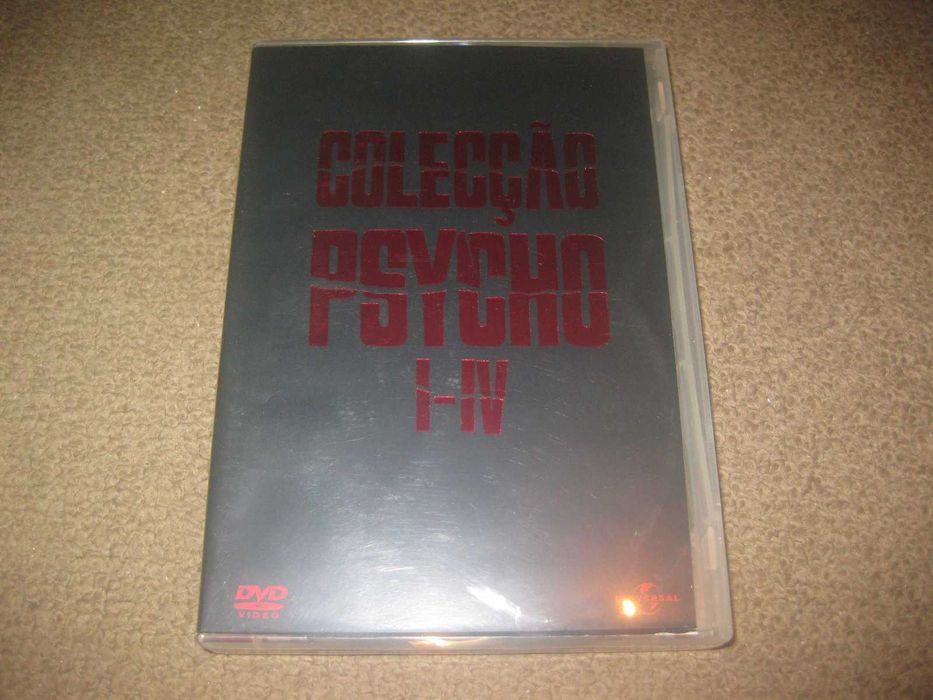 COLECÇÃO
PSYCHO
I-IV
DVD
VIDEO
UNIVERSAL